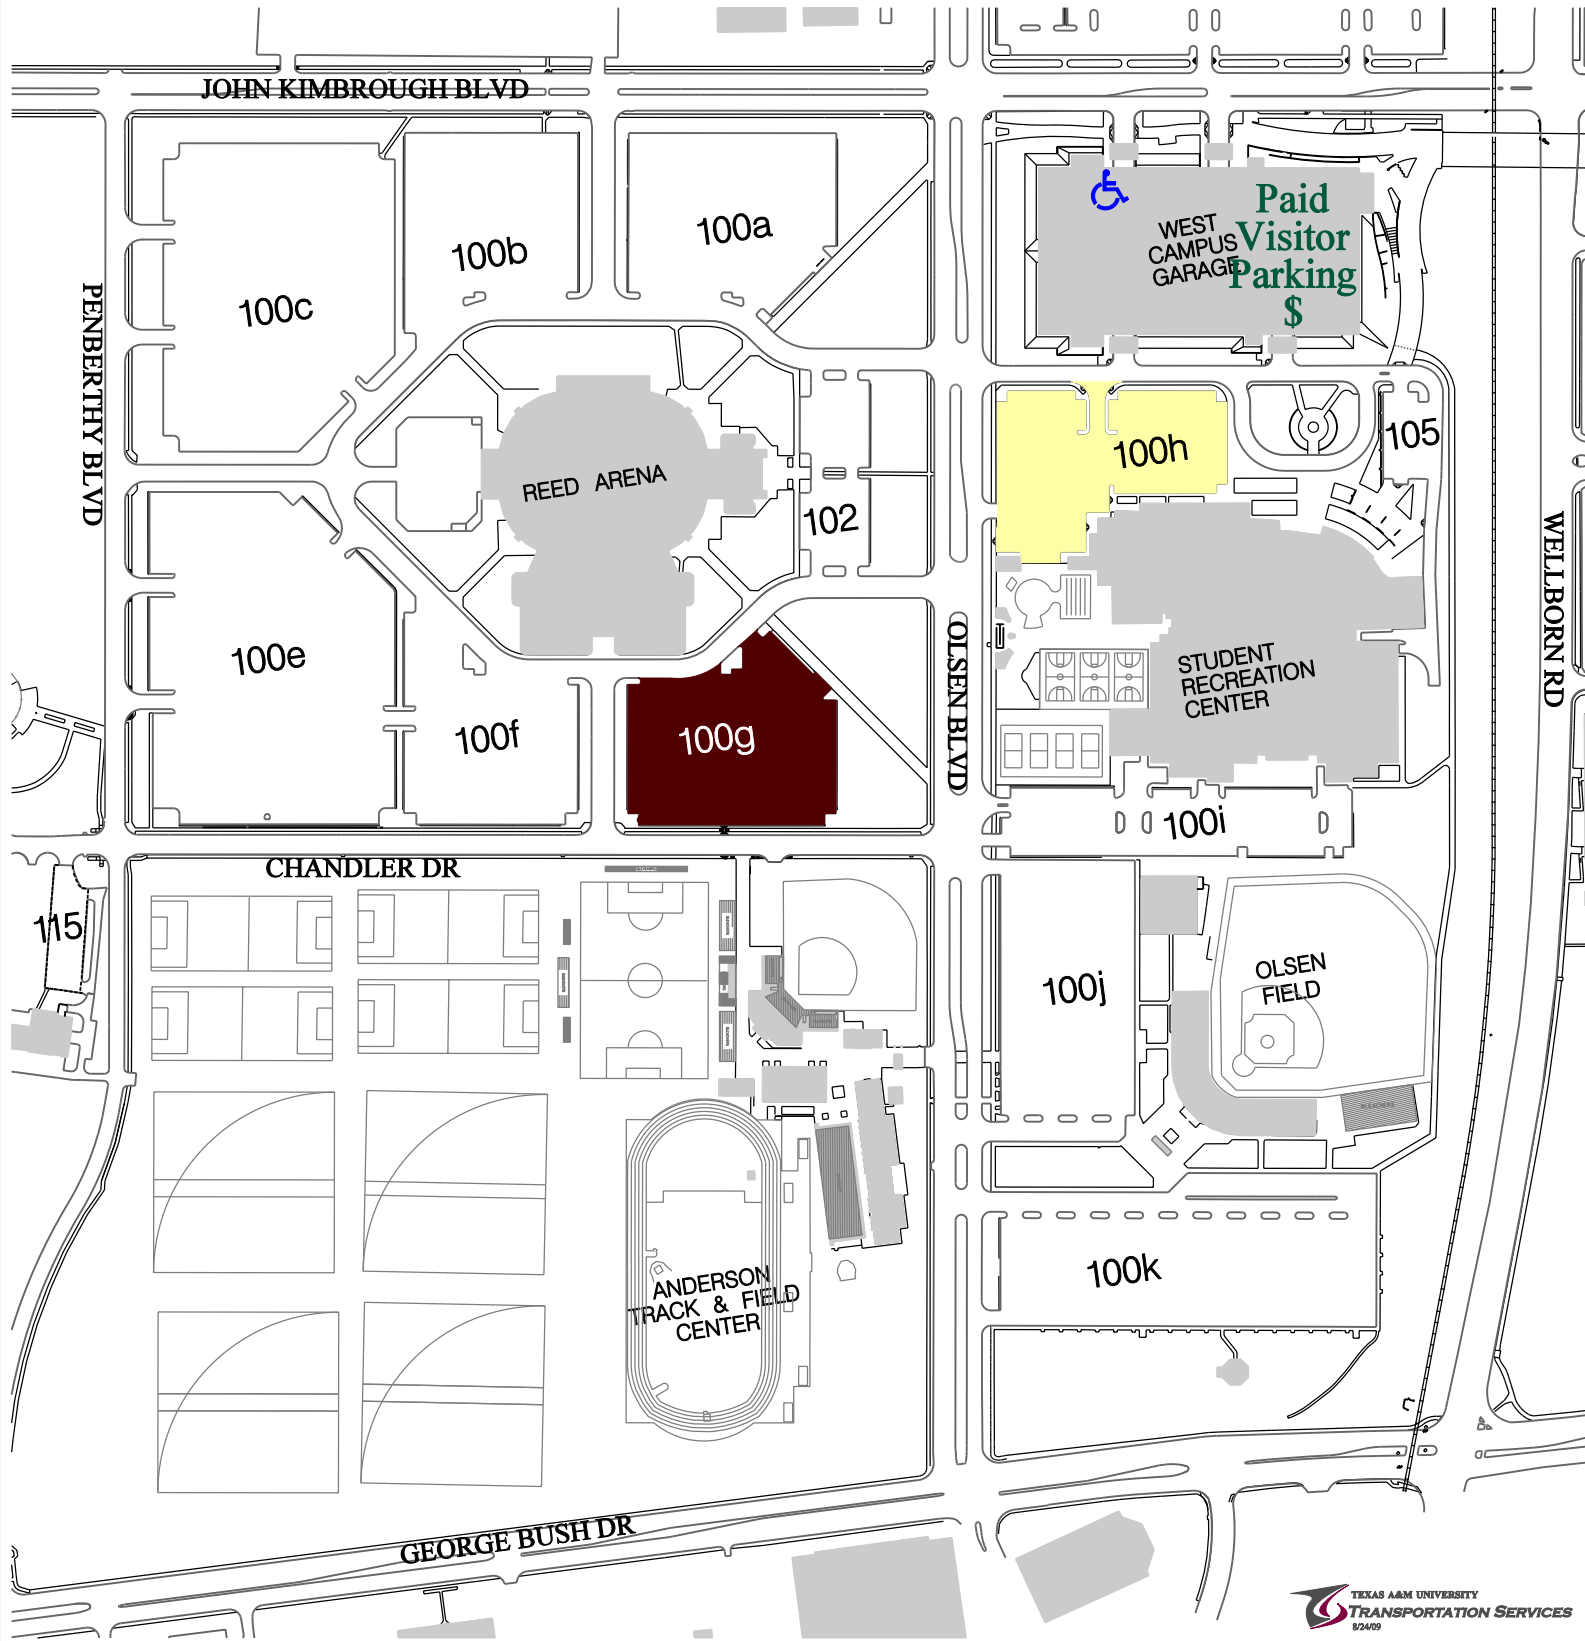 JOHN KIMBROUGH BLVD
100c
100b
100a
WEST
CAMPUS
GARAGE
Paid
Visitor
Parking
$
PENBERTHY BLVD
REED ARENA
102
100h
105
WELLBORN RD
100e
100f
100g
OLSEN BLVD
STUDENT
RECREATION
CENTER
100i
CHANDLER DR
115
100j
OLSEN
FIELD
BLEACHERS
100k
ANDERSON
TRACK & FIELD
CENTER
GEORGE BUSH DR
TEXAS A&M UNIVERSITY
TRANSPORTATION SERVICES
8/24/09